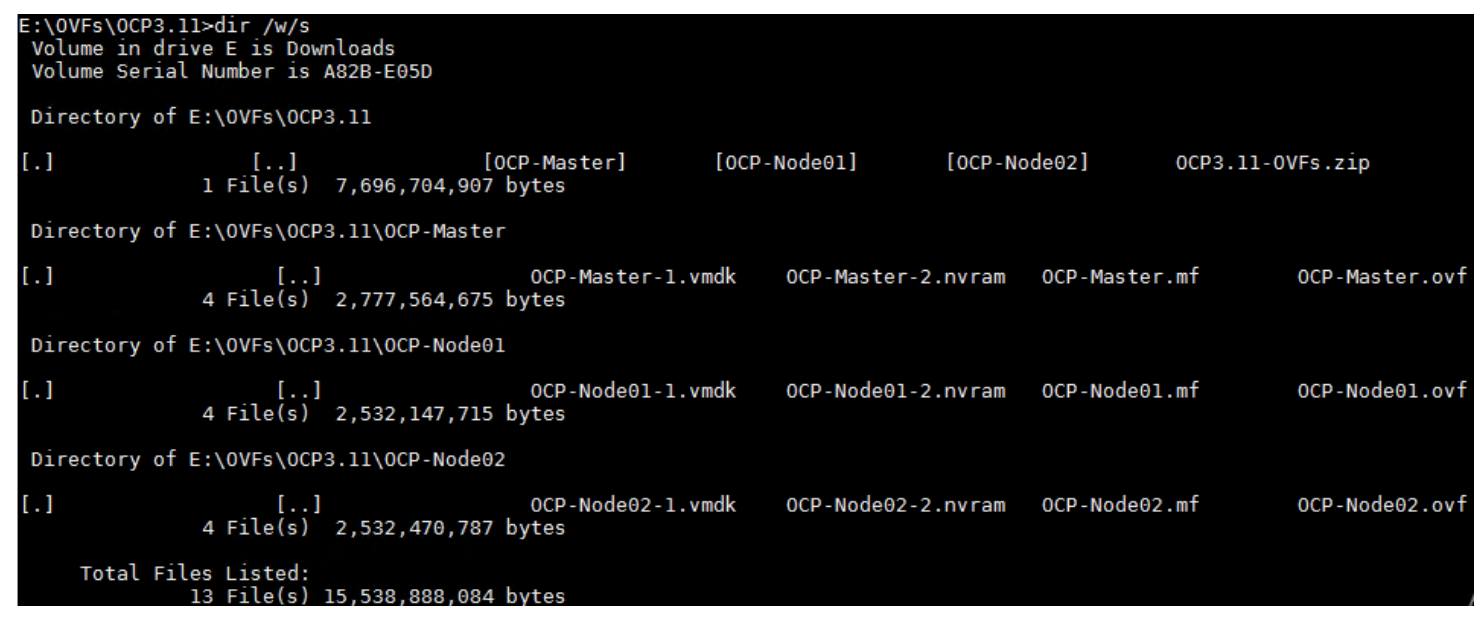 E:\OVFs\OCP3.11>dir /w/s
Volume in drive E is Downloads
Volume Serial Number is A82B-E05D
Directory of E:\OVFs\OCP3.11
[.] [..] [OCP-Master] [OCP-Node01] [OCP-Node02] OCP3.11-OVFs.zip
1 File(s) 7,696,704,907 bytes
Directory of E:\OVFs\OCP3.11\OCP-Master
[.] [..] OCP-Master-1.vmdk OCP-Master-2.nvram OCP-Master.mf OCP-Master.ovf
4 File(s) 2,777,564,675 bytes
Directory of E:\OVFs\OCP3.11\OCP-Node01
[.] [..] OCP-Node01-1.vmdk OCP-Node01-2.nvram OCP-Node01.mf OCP-Node01.ovf
4 File(s) 2,532,147,715 bytes
Directory of E:\OVFs\OCP3.11\OCP-Node02
[.] [..] OCP-Node02-1.vmdk OCP-Node02-2.nvram OCP-Node02.mf OCP-Node02.ovf
4 File(s) 2,532,470,787 bytes
Total Files Listed:
13 File(s) 15,538,888,084 bytes